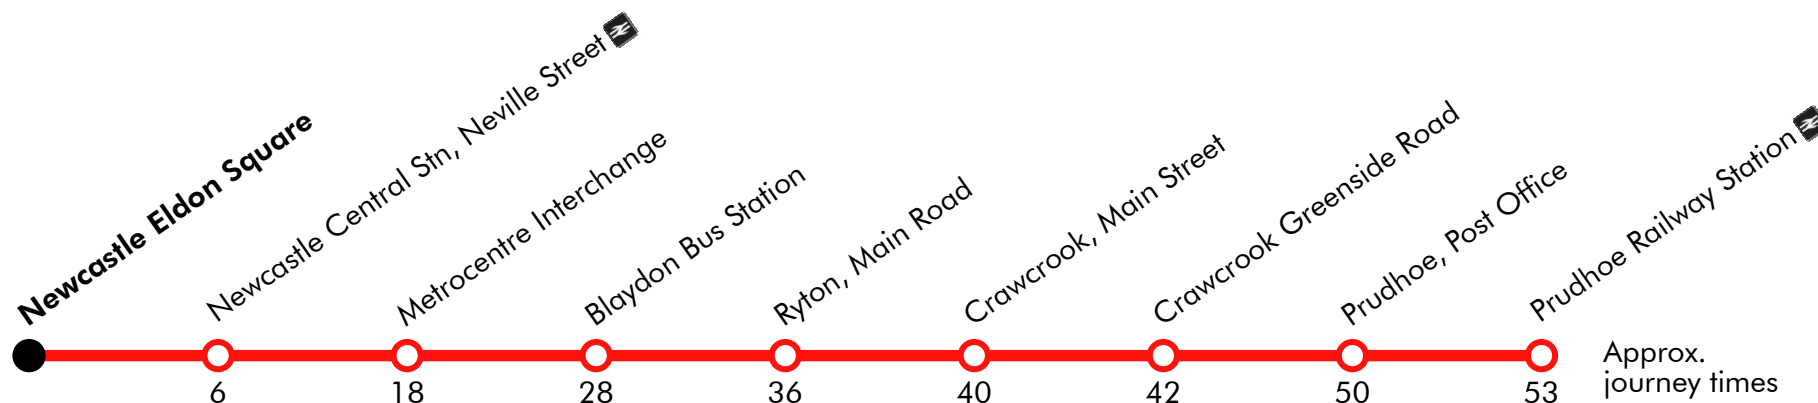 Newcastle Eldon Square
Newcastle Central Stn, Neville Street
Metrocentre Interchange
Blaydon Bus Station
Ryton, Main Road
Crawcrook, Main Street
Crawcrook Greenside Road
Prudhoe, Post Office
Prudhoe Railway Station
6 18 28 36 40 42 50 53
Approx.
journey times